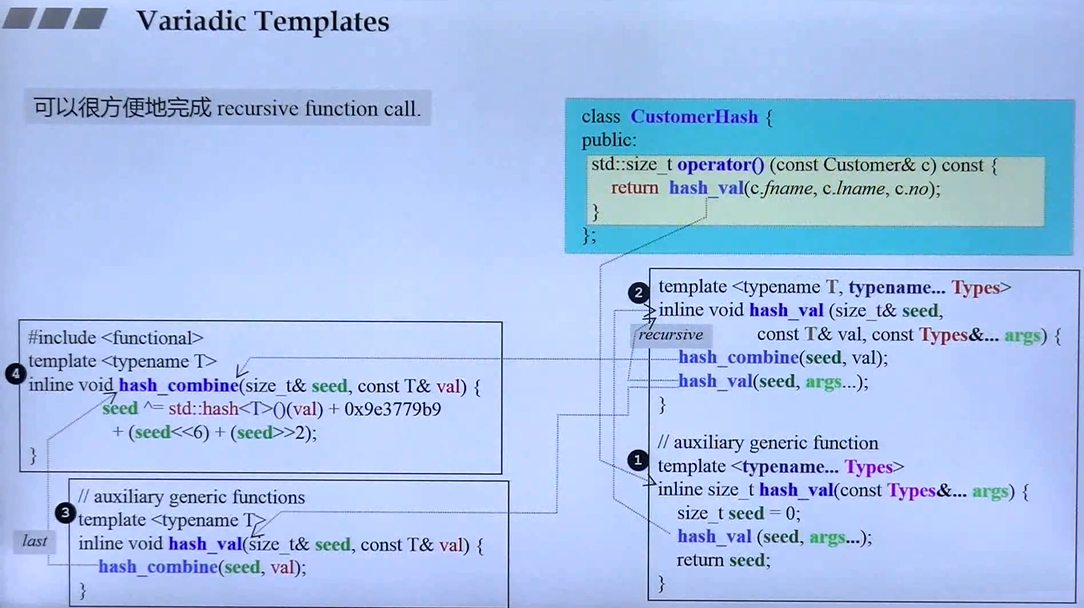 Variadic Templates
可以很方便地完成 recursive function call.
class CustomerHash {
public:
std::size_t operator() (const Customer& c) const {
return hash_val(c.fname, c.lname, c.no);
}
};
2
template <typename T, typename... Types>
inline void hash_val (size_t& seed,
recursive
const T& val, const Types&... args) {
hash_combine(seed, val);
hash_val(seed, args...);
}
1
// auxiliary generic function
template <typename... Types>
inline size_t hash_val(const Types&... args) {
size_t seed = 0;
hash_val (seed, args...);
return seed;
}
4
#include <functional>
template <typename T>
inline void hash_combine(size_t& seed, const T& val) {
seed ^= std::hash<T>()(val) + 0x9e3779b9
+ (seed<<6) + (seed>>2);
}
3
// auxiliary generic functions
template <typename T>
inline void hash_val(size_t& seed, const T& val) {
last
hash_combine(seed, val);
}